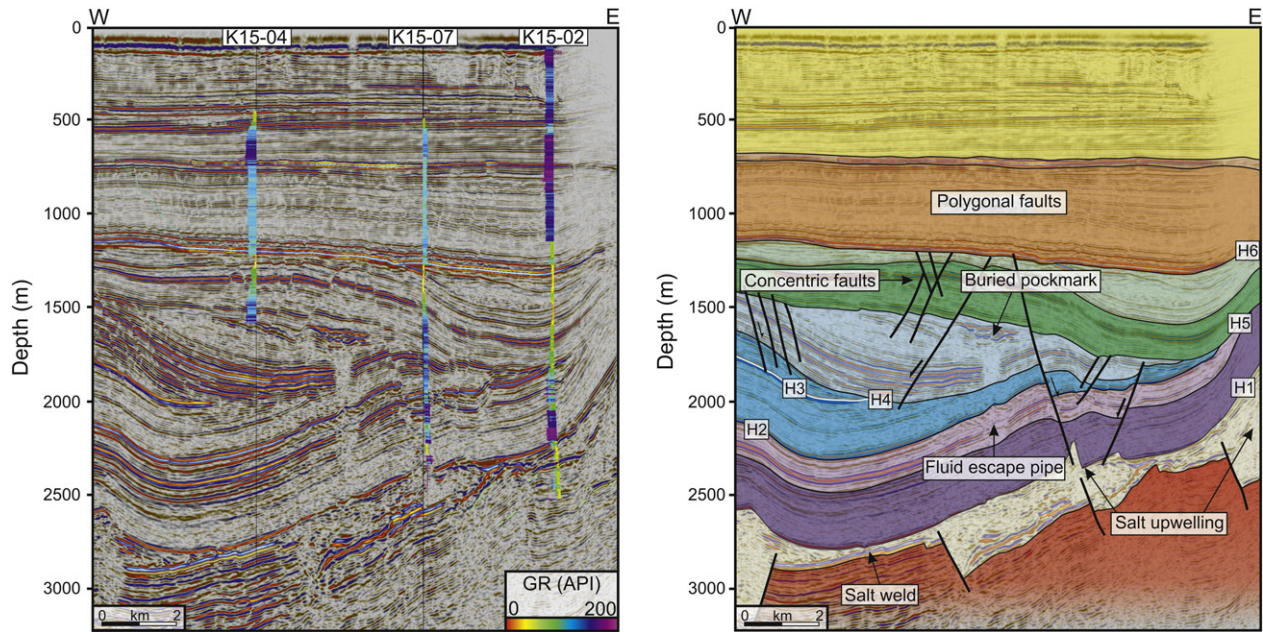 W E
K15-04 K15-07 K15-02
0
500
1000
1500
2000
2500
3000
Depth (m)
0 km 2
GR (API)
0 200
W E
0
500
1000
1500
2000
2500
3000
Depth (m)
Polygonal faults
H6
Concentric faults
Buried pockmark
H5
H3
H4
H1
H2
Fluid escape pipe
Salt upwelling
Salt weld
0 km 2